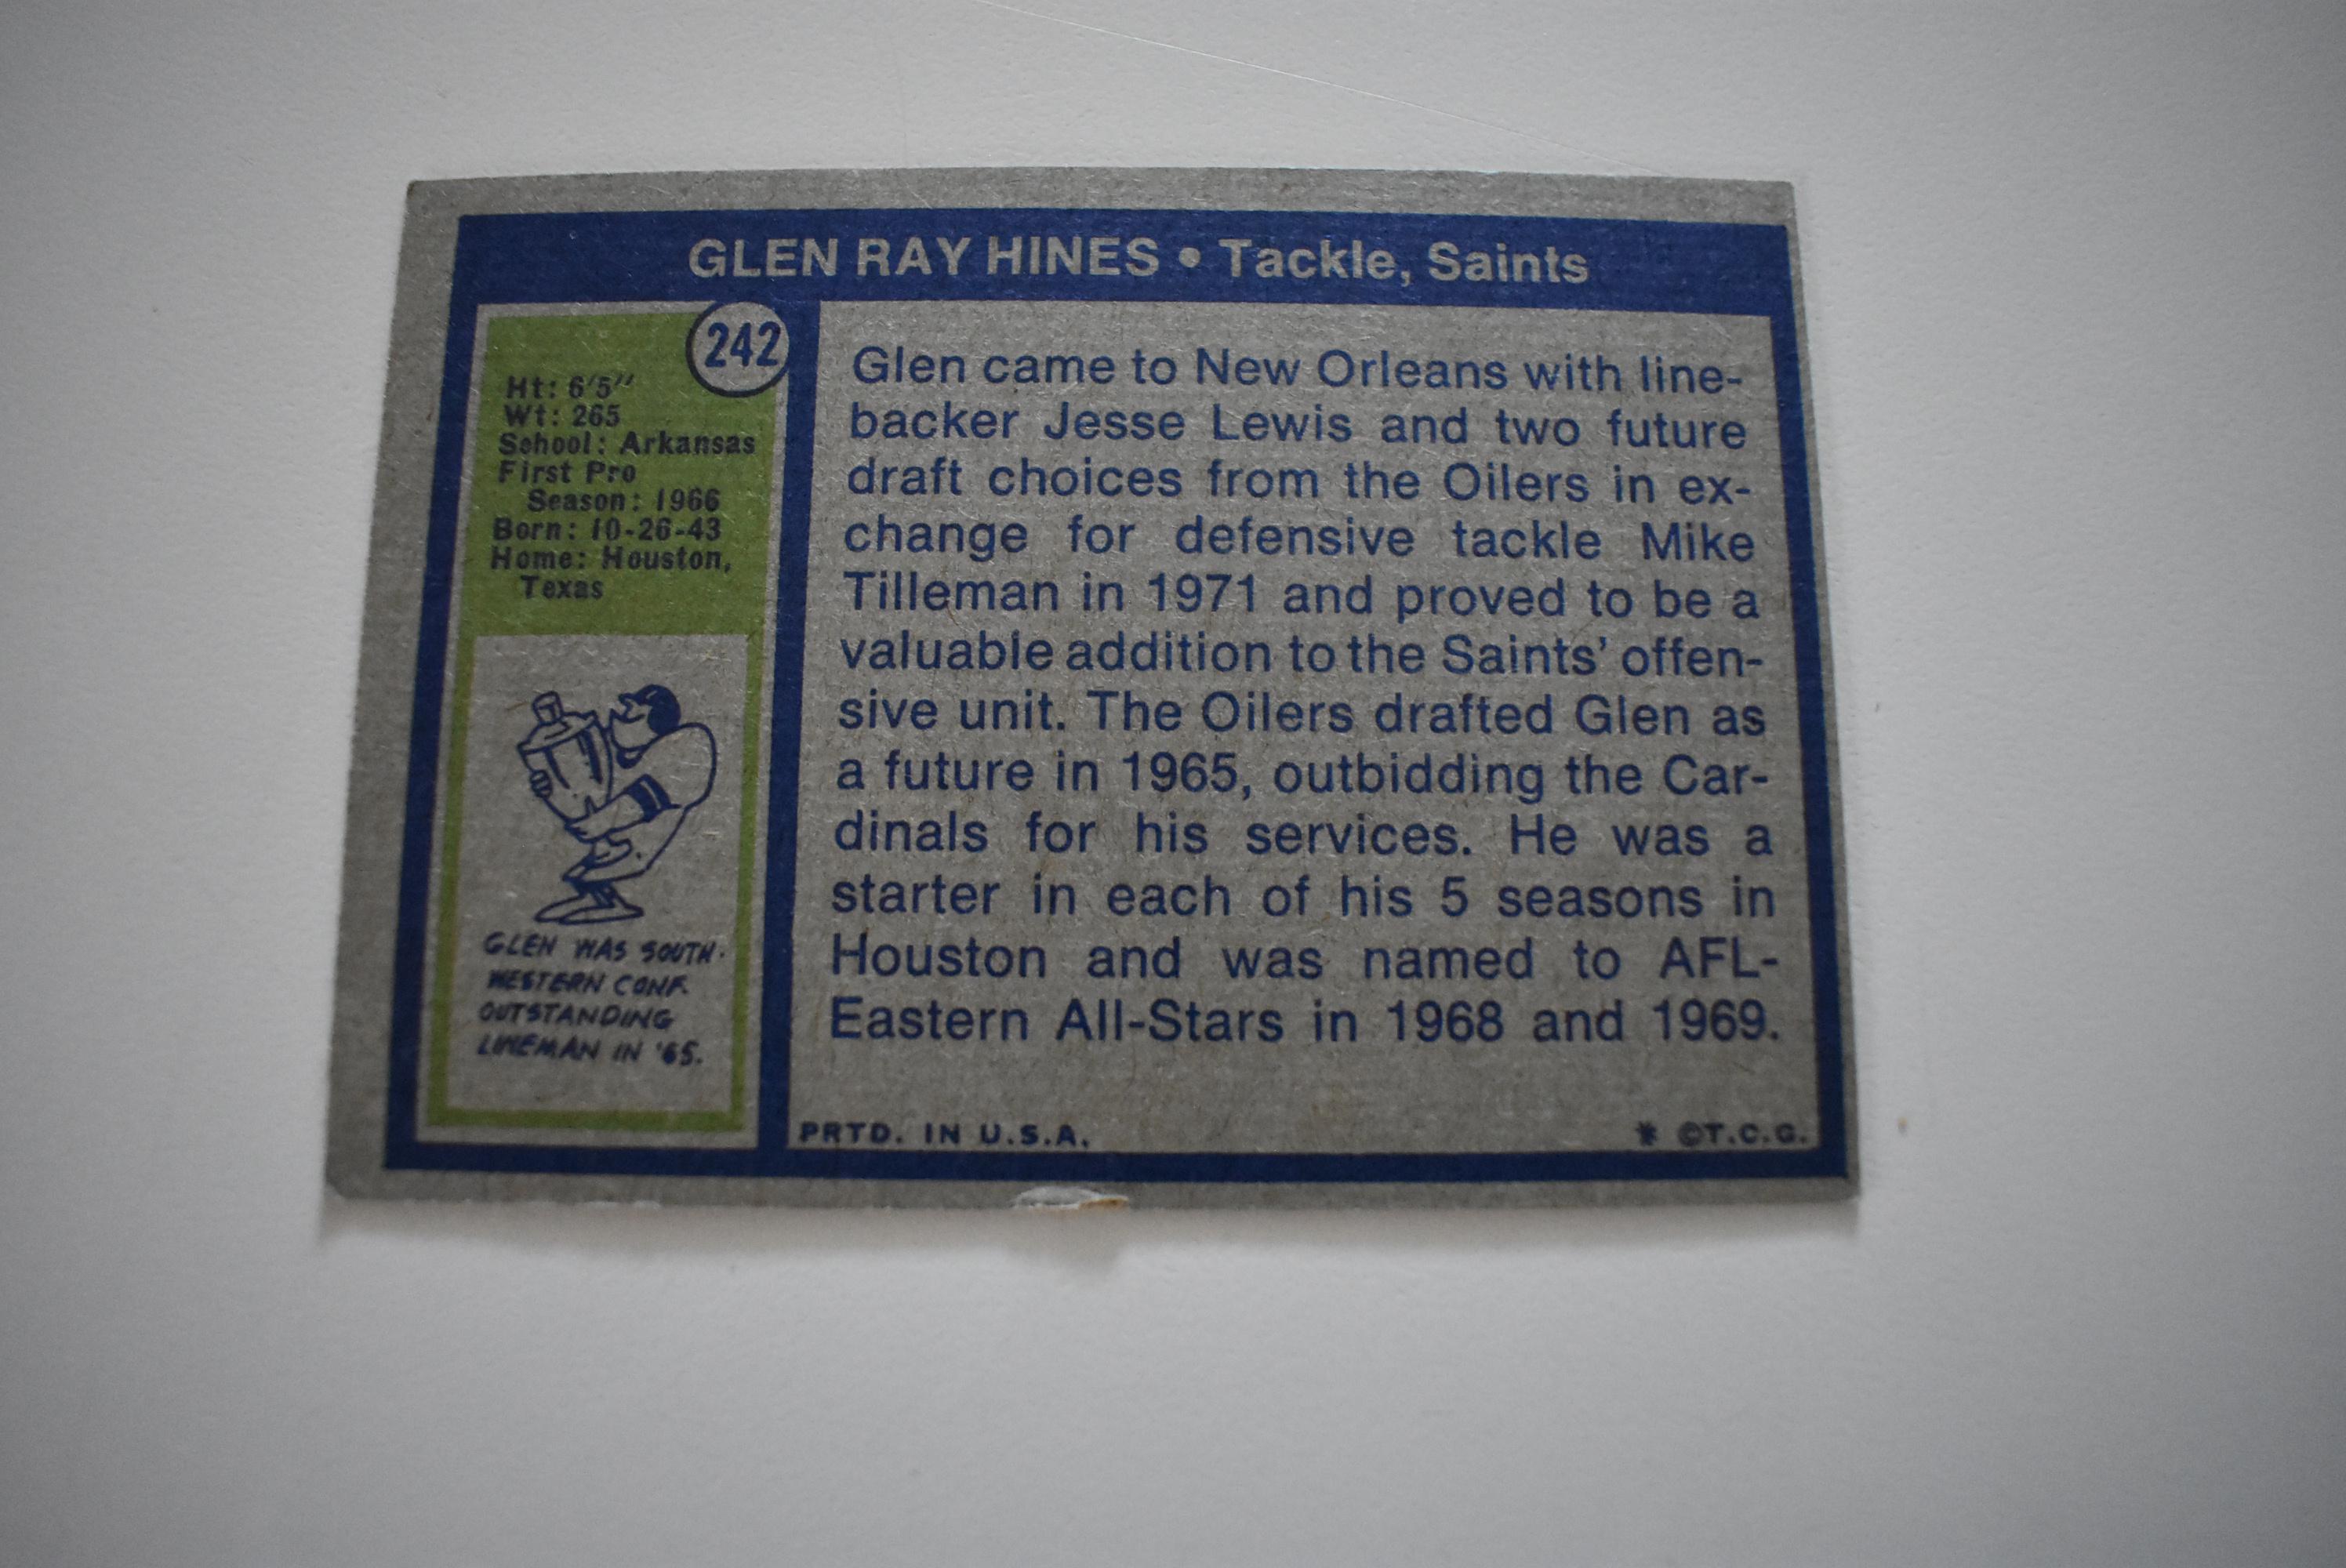 GLEN RAY HINES • Tackle, Saints
242
Ht: 6'5"
Wt: 265
School: Arkansas
First Pro
Season: 1966
Born: 10-26-43
Home: Houston,
Texas
GLEN WAS SOUTH-
WESTERN CONF.
OUTSTANDING
LINEMAN IN '65.
Glen came to New Orleans with line-
backer Jesse Lewis and two future
draft choices from the Oilers in ex-
change for defensive tackle Mike
Tilleman in 1971 and proved to be a
valuable addition to the Saints' offen-
sive unit. The Oilers drafted Glen as
a future in 1965, outbidding the Car-
dinals for his services. He was a
starter in each of his 5 seasons in
Houston and was named to AFL-
Eastern All-Stars in 1968 and 1969.
PRTD. IN U.S.A.
* ©T.C.G.